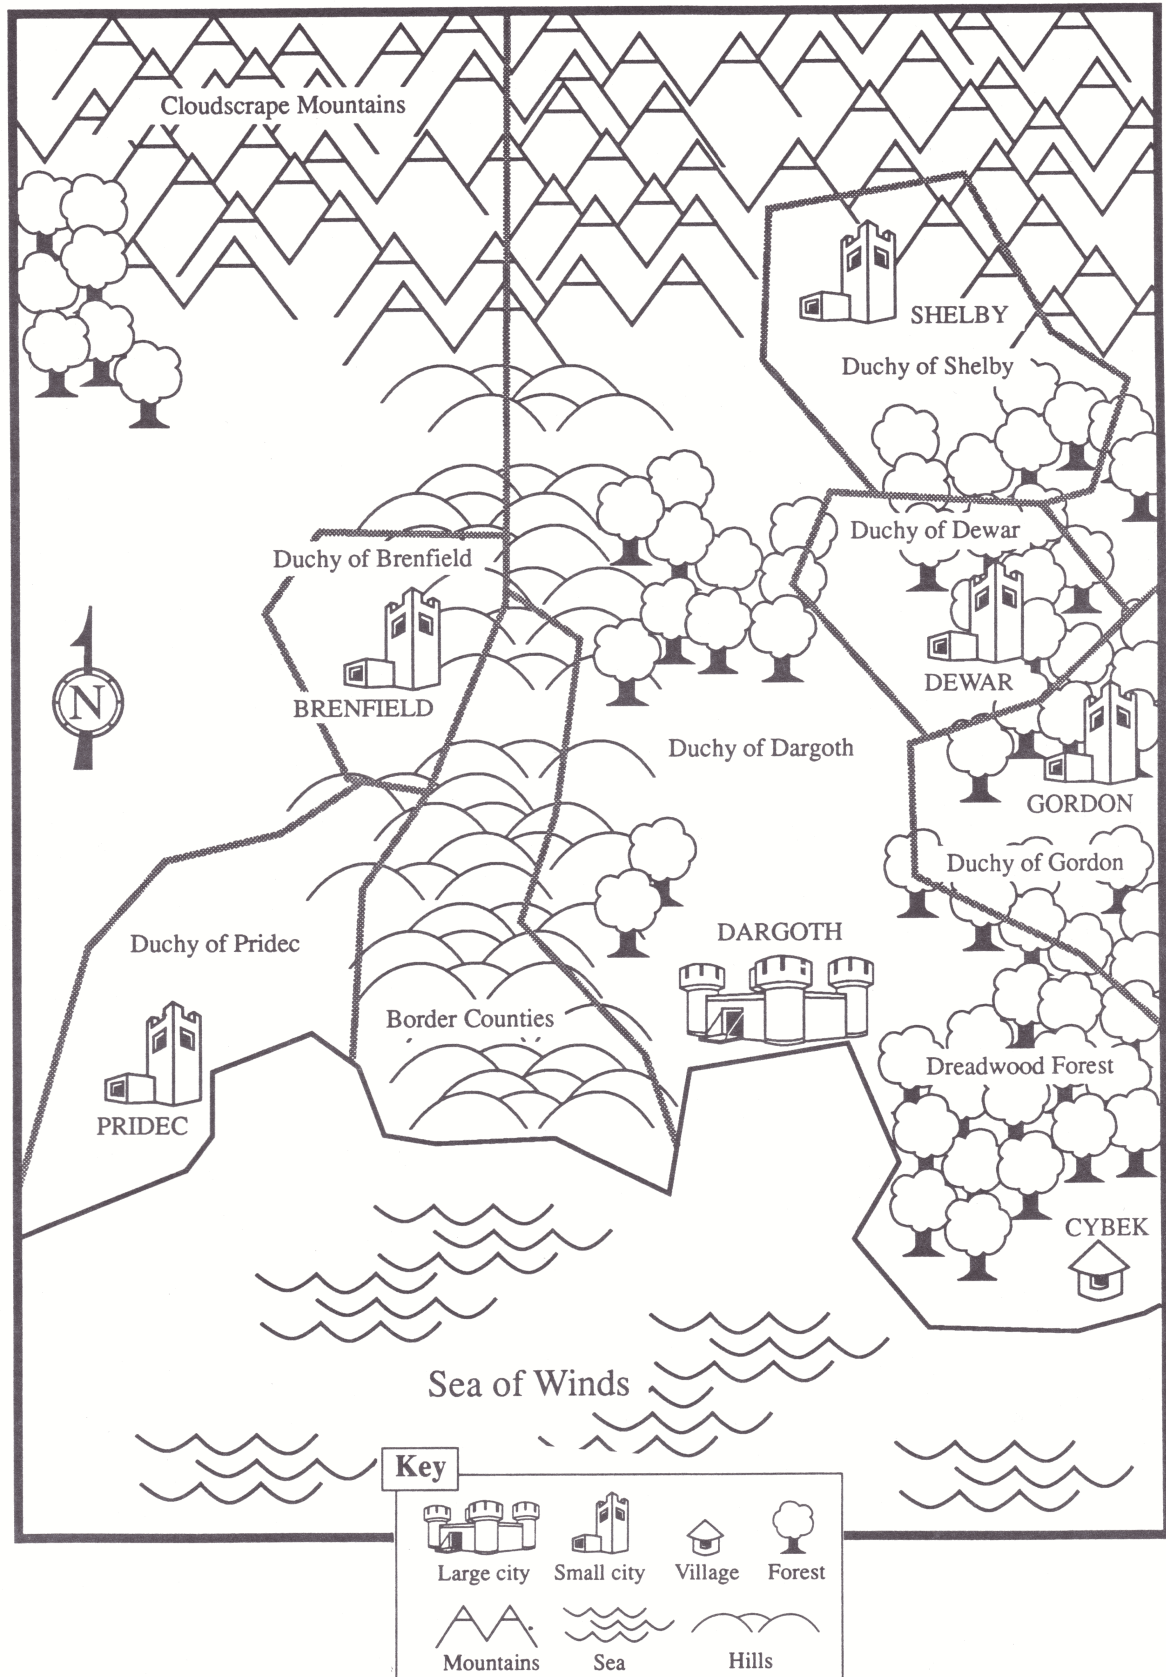 Cloudscrape Mountains
SHELBY
Duchy of Shelby
Duchy of Dewar
Duchy of Brenfield
DEWAR
N
BRENFIELD
Duchy of Dargoth
GORDON
Duchy of Gordon
DARGOTH
Duchy of Pridec
Border Counties
Dreadwood Forest
PRIDEC
CYBEK
Sea of Winds
Key
Large city
Small city
Village
Forest
Mountains
Sea
Hills